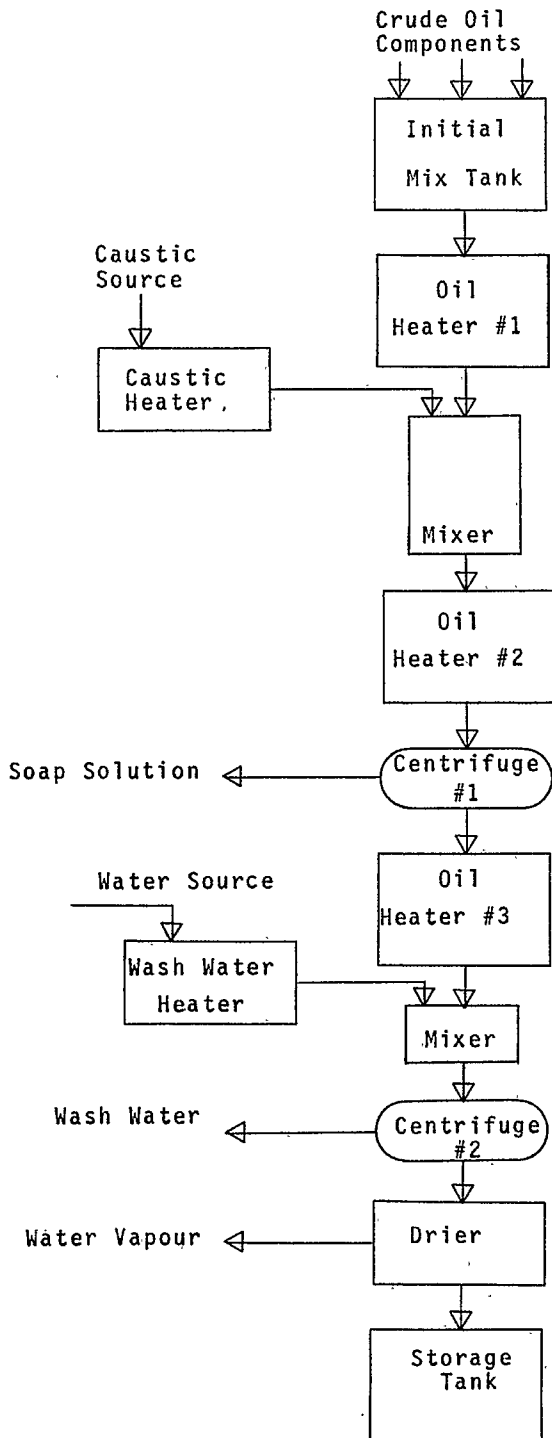 Crude Oil
Components
Initial
Mix Tank
Caustic
Source
Oil
Heater #1
Caustic
Heater.
Mixer
Oil
Heater #2
Soap Solution
Centrifuge
#1
Water Source
Oil
Heater #3
Wash Water
Heater
Mixer
Wash Water
Centrifuge
#2
Water Vapour
Drier
Storage
Tank